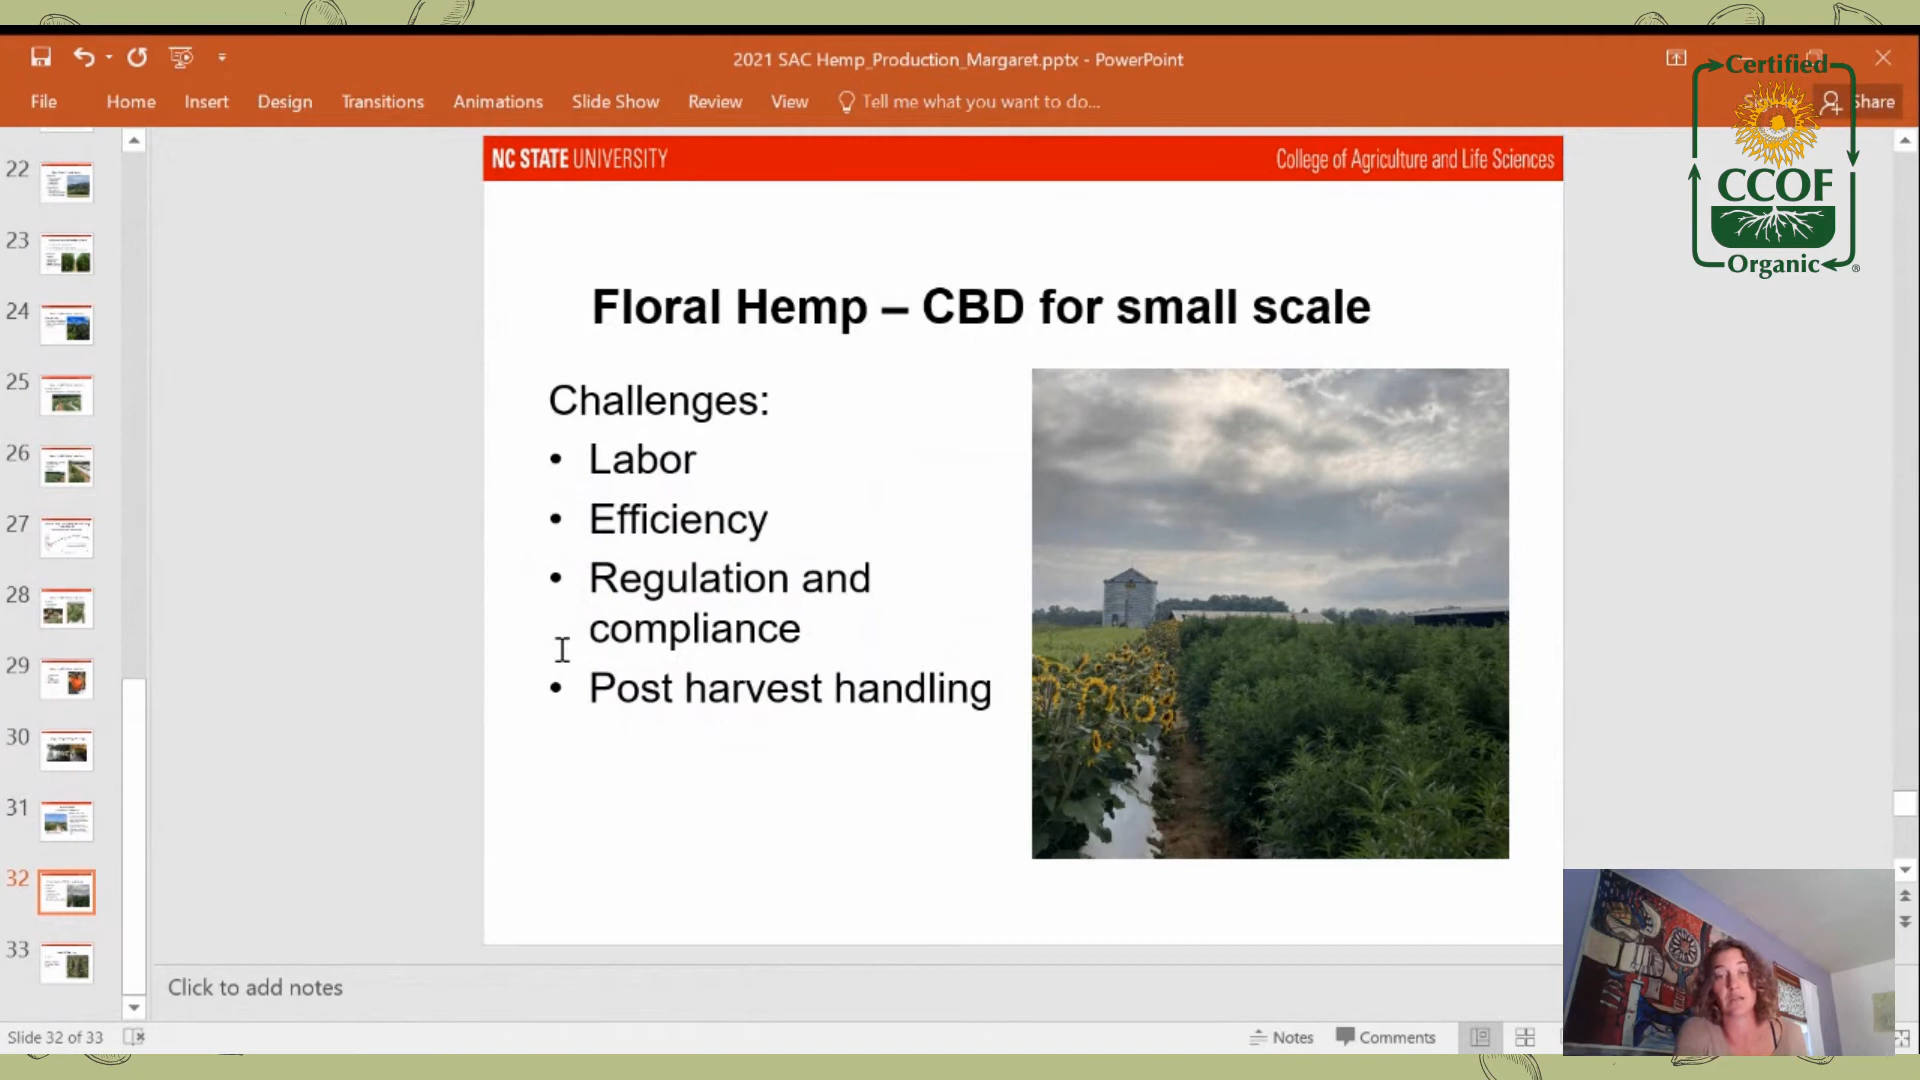 2021 SAC Hemp_Production_Margaret.pptx - PowerPoint
File Home Insert Design Transitions Animations Slide Show Review View Tell me what you want to do... Share
Certified
CCOF
Organic®
22
23
24
25
26
27
28
29
30
31
32
33
NC STATE UNIVERSITY College of Agriculture and Life Sciences
Floral Hemp – CBD for small scale
Challenges:
• Labor
• Efficiency
• Regulation and
compliance
• Post harvest handling
Click to add notes
Slide 32 of 33 Notes Comments